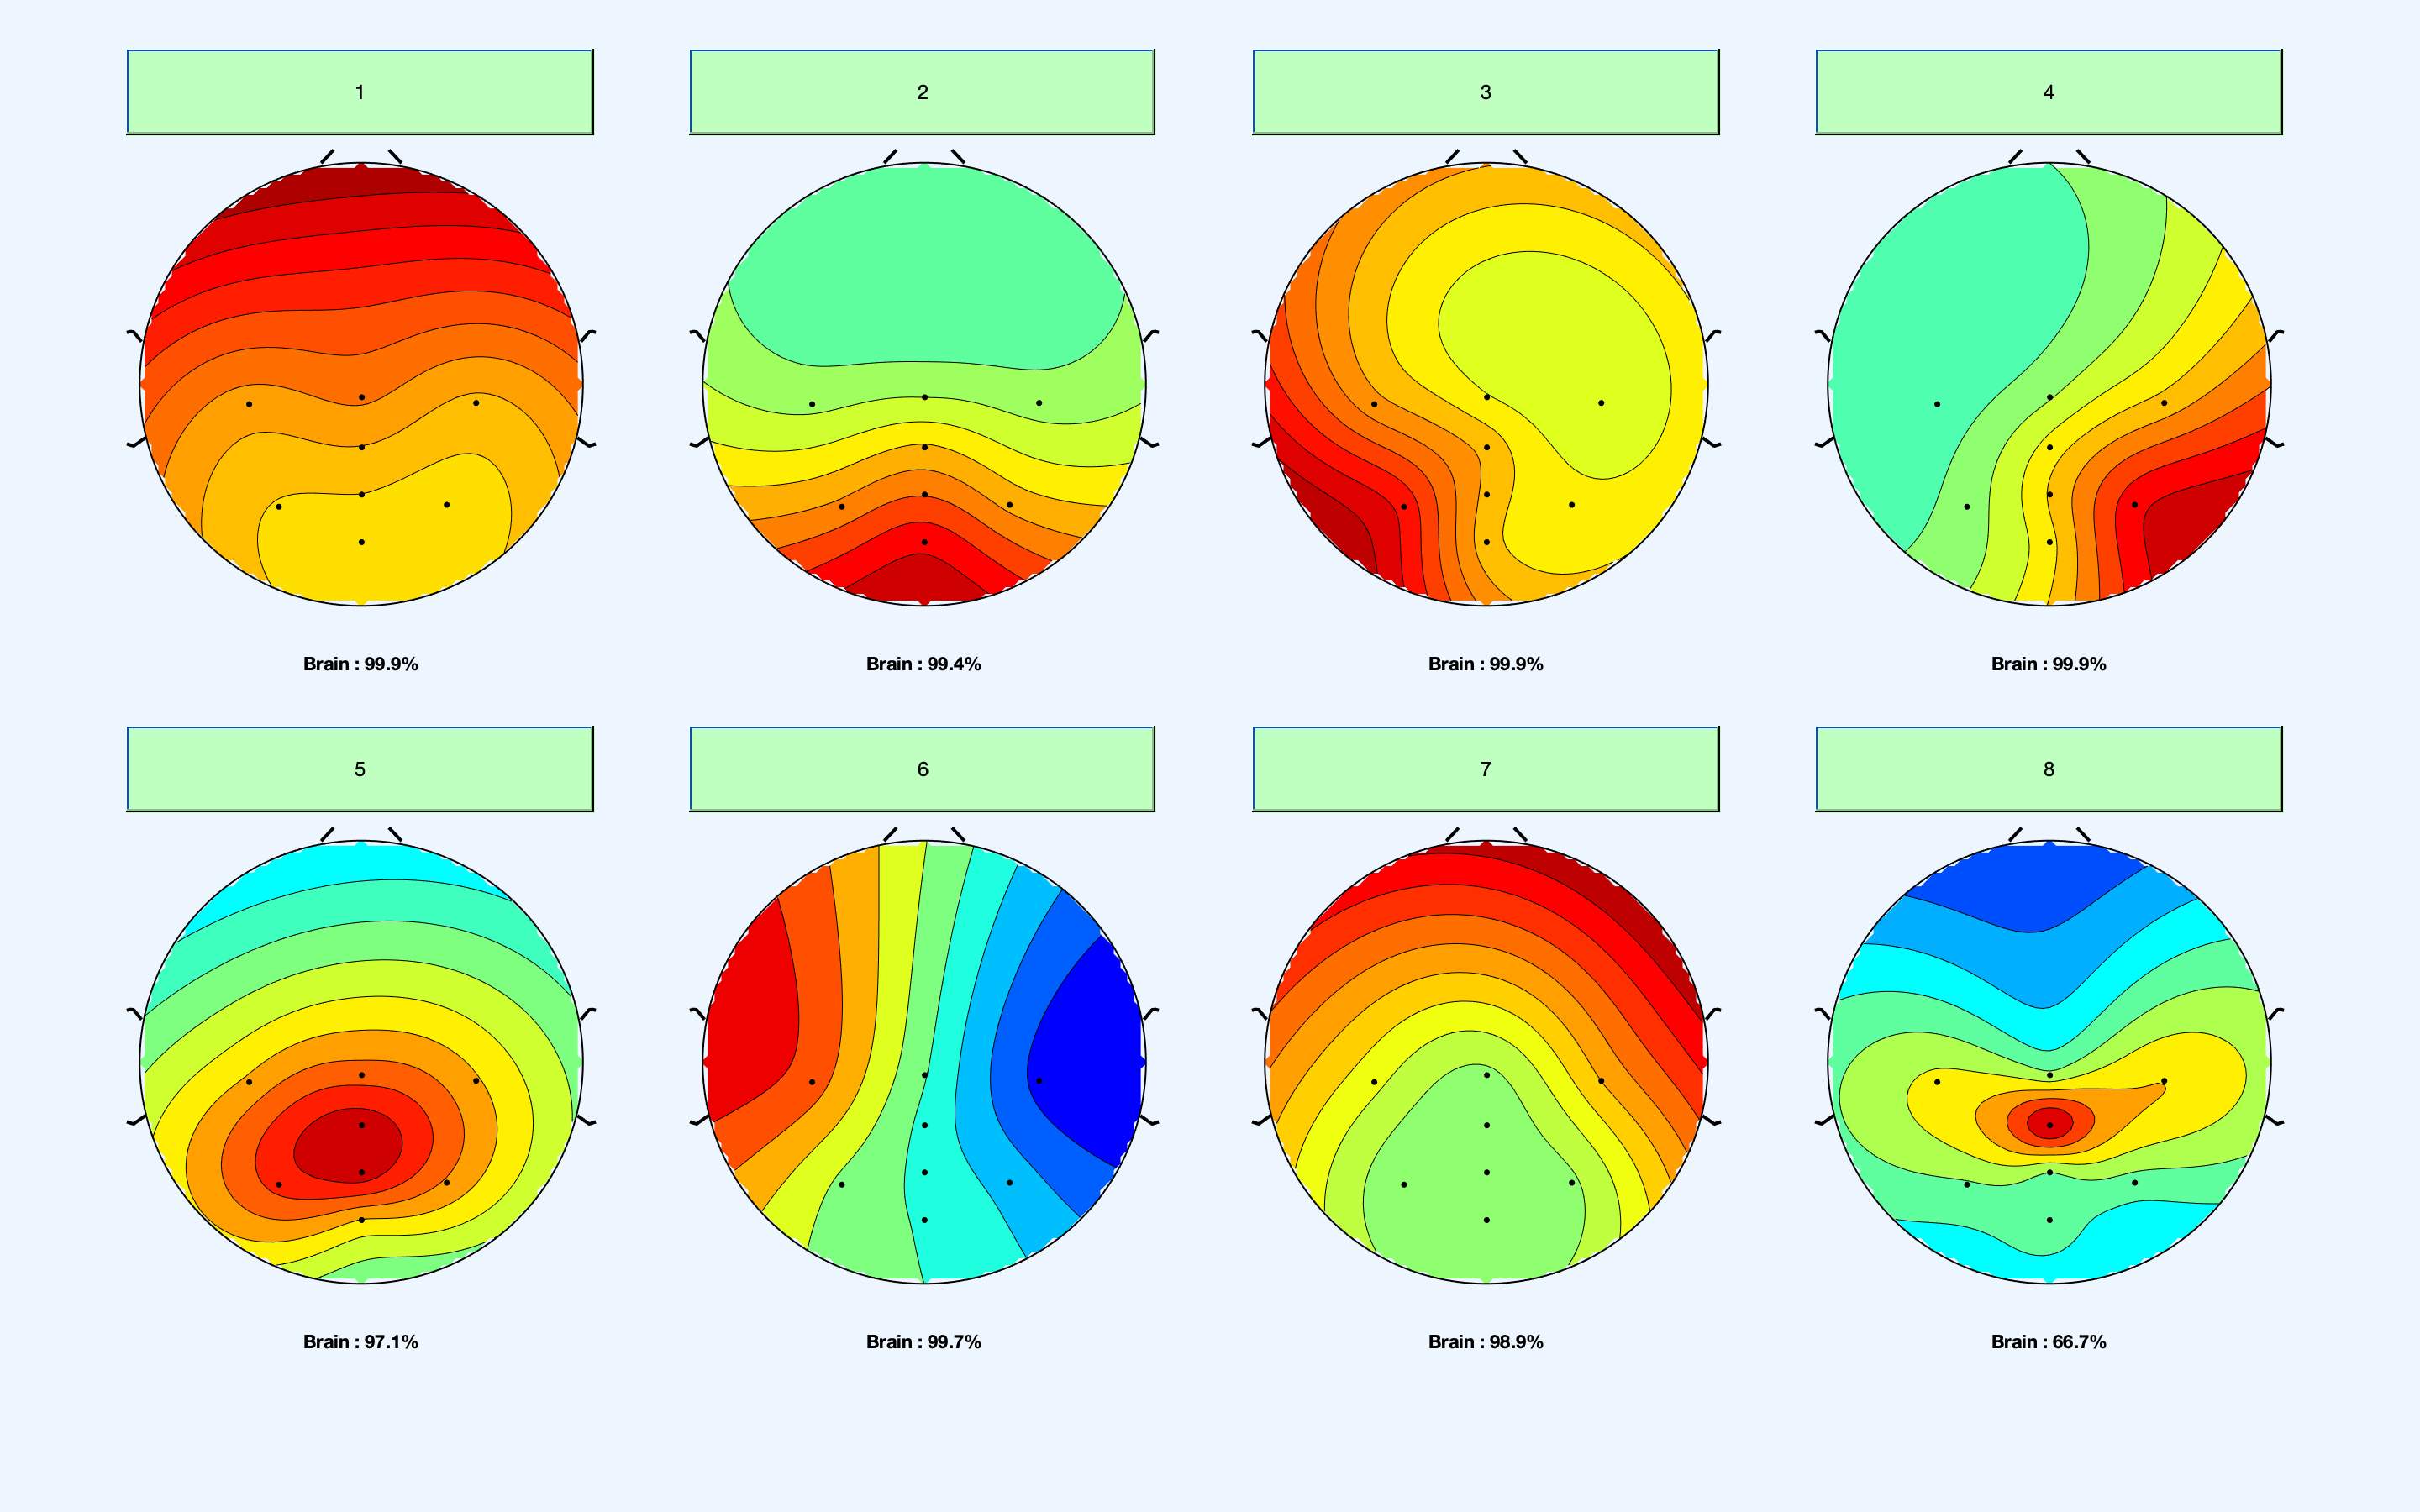 1 2 3 4
Brain : 99.9% Brain : 99.4% Brain : 99.9% Brain : 99.9%
5 6 7 8
Brain : 97.1% Brain : 99.7% Brain : 98.9% Brain : 66.7%